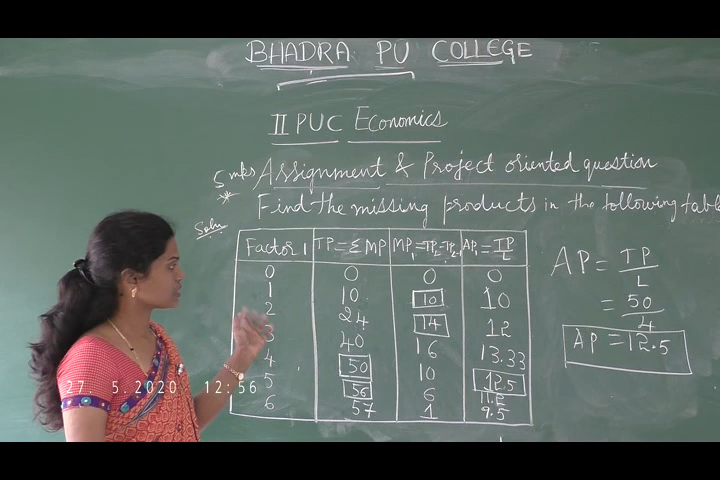 BHADRA PU COLLEGE
II PUC Economics
5 mks Assignment & Project oriented question
* Find the missing products in the following table
Soln
Factor 1 TP=ΣMP MP₁=TP₂-TP₁ AP₁=TP/L
0 0 0 0
1 10 10 10
2 24 14 12
3 40 16 13.33
4 50 10 12.5
5 56 6 11.2
6 57 1 9.5
AP = TP/L
= 50/4
AP = 12.5
27. 5.2020 12:56